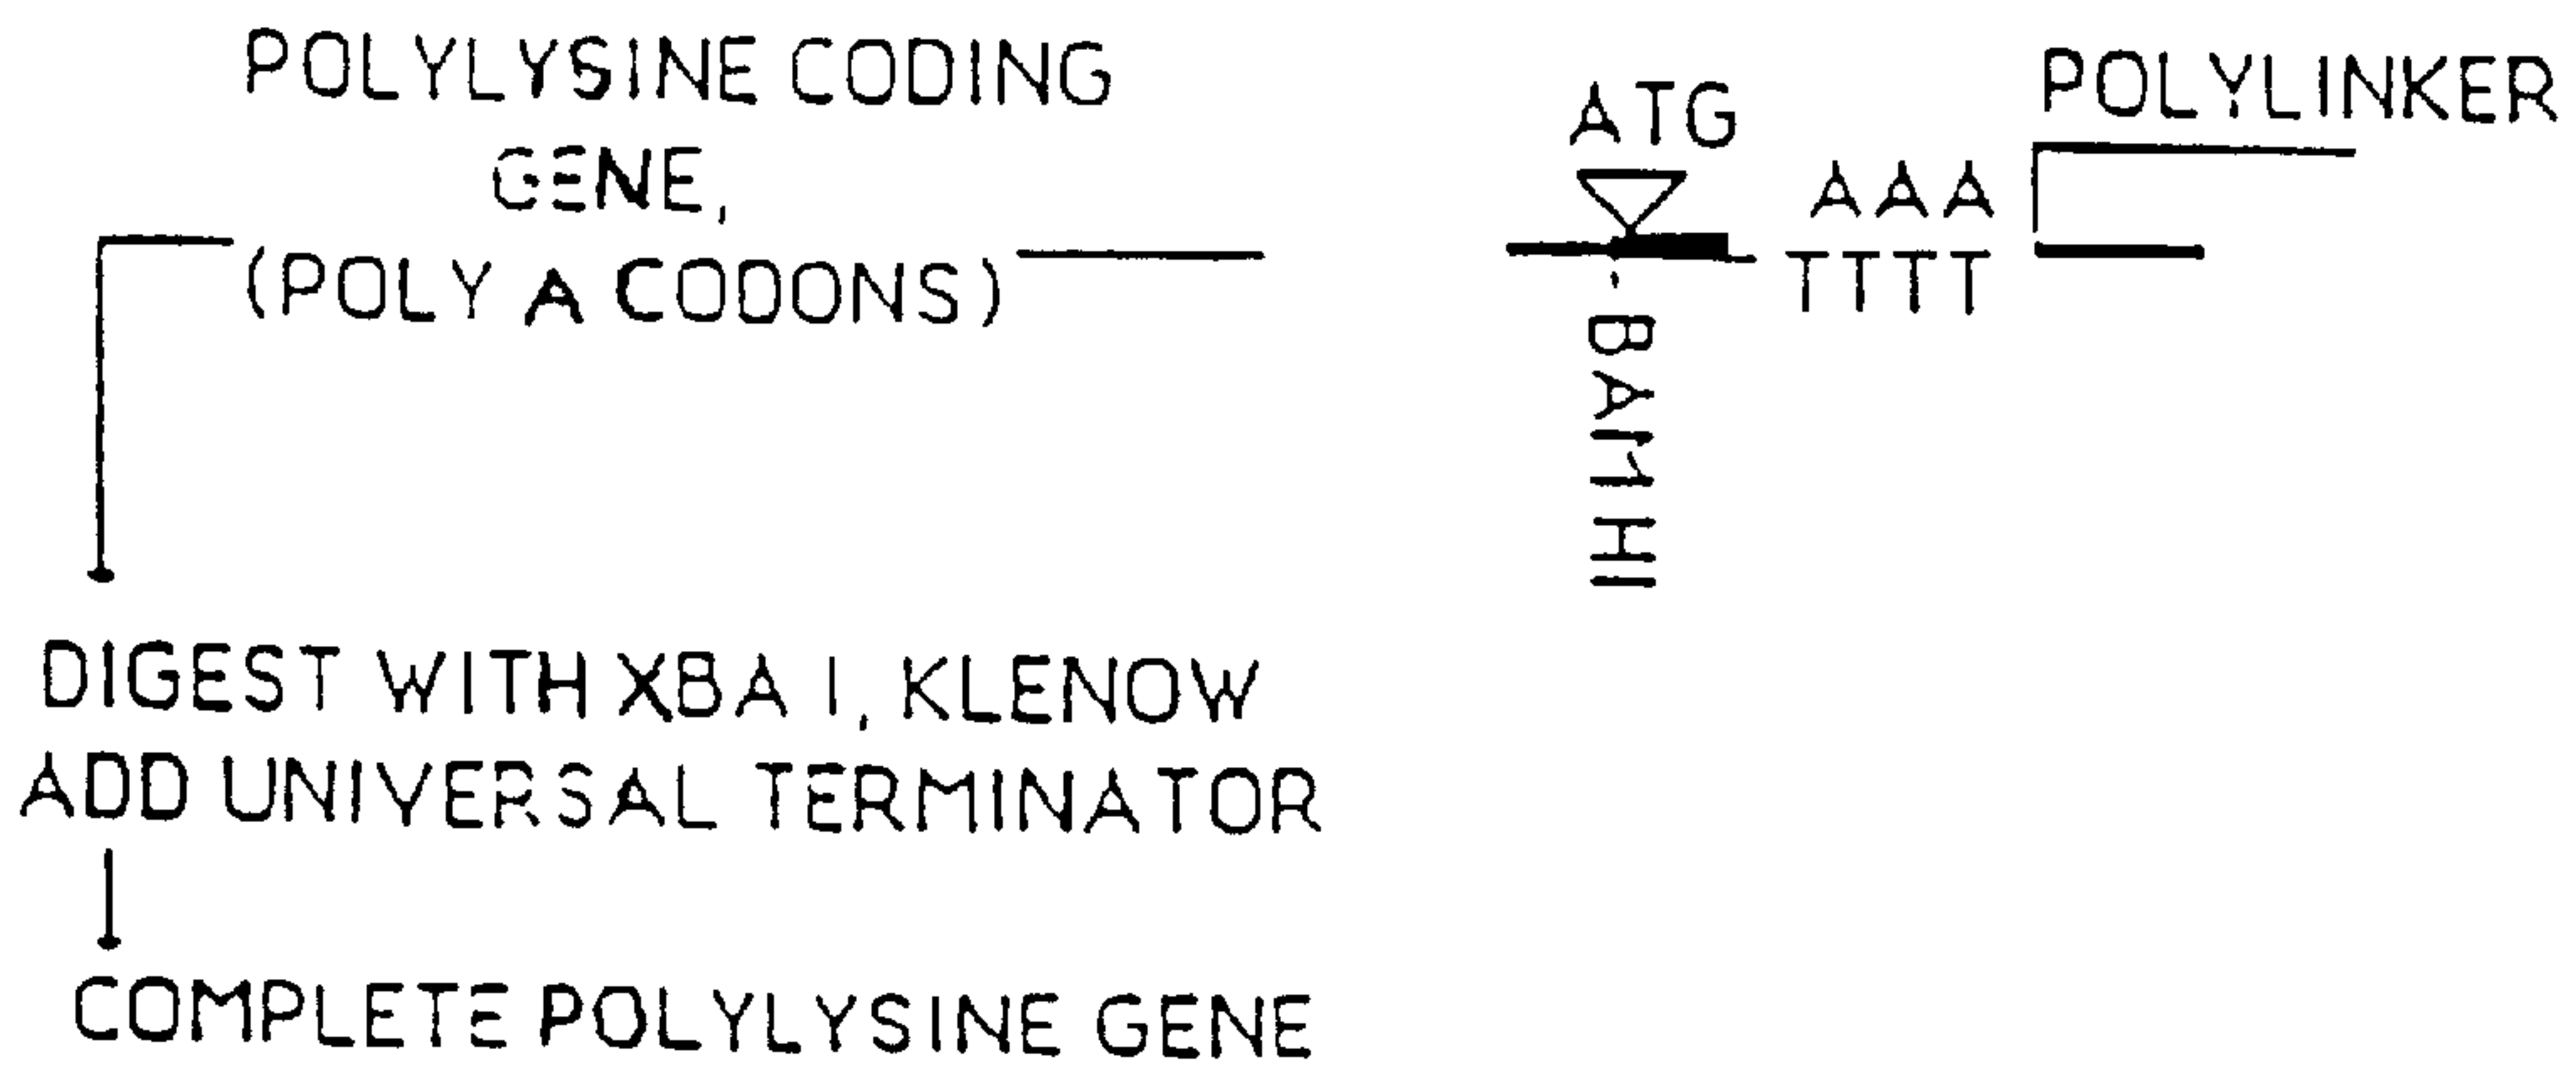 POLYLYSINE CODING
GENE,
(POLY A CODONS)
ATG
AAA
TTTT
POLYLINKER
BAMHI
DIGEST WITH XBA I, KLENOW
ADD UNIVERSAL TERMINATOR
COMPLETE POLYLYSINE GENE